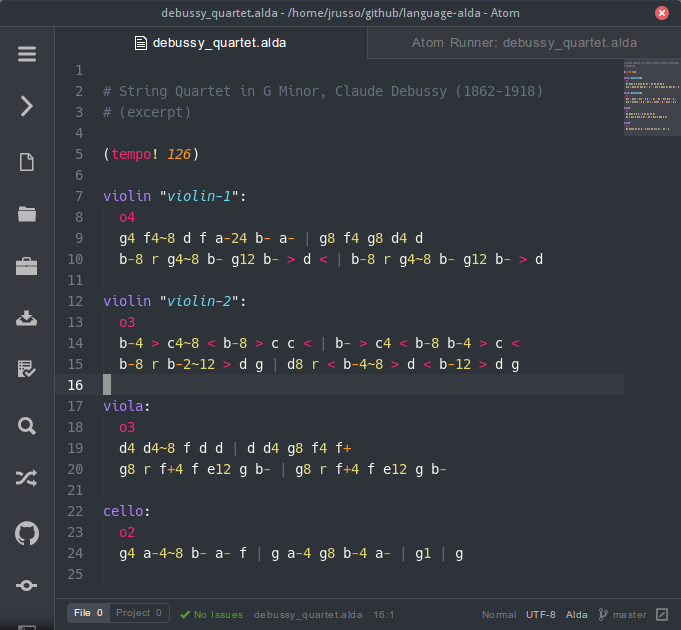 debussy_quartet.alda - /home/jrusso/github/language-alda - Atom
debussy_quartet.alda
Atom Runner: debussy_quartet.alda
1
2 # String Quartet in G Minor, Claude Debussy (1862-1918)
3 # (excerpt)
4
5 (tempo! 126)
6
7 violin "violin-1":
8 o4
9 g4 f4~8 d f a-24 b- a- | g8 f4 g8 d4 d
10 b-8 r g4~8 b- g12 b- > d < | b-8 r g4~8 b- g12 b- > d
11
12 violin "violin-2":
13 o3
14 b-4 > c4~8 < b-8 > c c < | b- > c4 < b-8 b-4 > c <
15 b-8 r b-2~12 > d g | d8 r < b-4~8 > d < b-12 > d g
16
17 viola:
18 o3
19 d4 d4~8 f d d | d d4 g8 f4 f+
20 g8 r f+4 f e12 g b- | g8 r f+4 f e12 g b-
21
22 cello:
23 o2
24 g4 a-4~8 b- a- f | g a-4 g8 b-4 a- | g1 | g
25
File 0 Project 0 No Issues debussy_quartet.alda 16:1 Normal UTF-8 Alda master